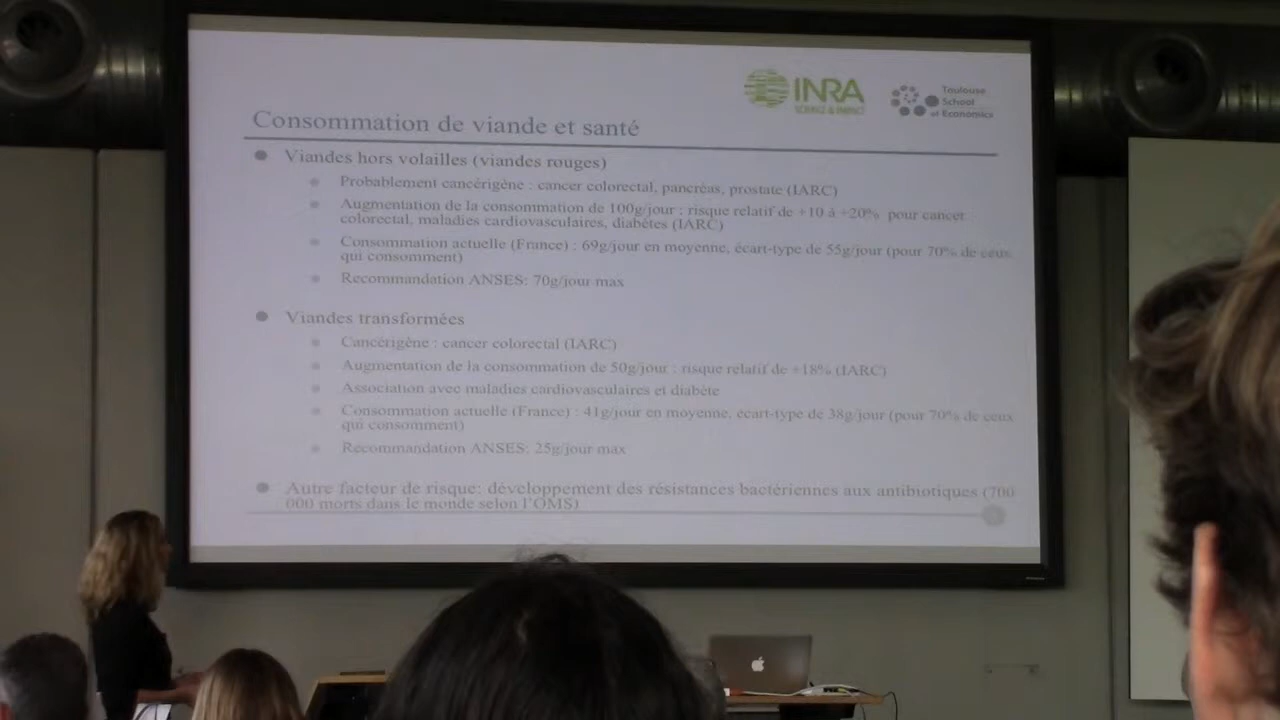 INRA
SCIENCE & IMPACT
Toulouse
School
of Economics
Consommation de viande et santé
Viandes hors volailles (viandes rouges)
Probablement cancérigène : cancer colorectal, pancréas, prostate (IARC)
Augmentation de la consommation de 100g/jour : risque relatif de +10 à +20% pour cancer
colorectal, maladies cardiovasculaires, diabètes (IARC)
Consommation actuelle (France) : 69g/jour en moyenne, écart-type de 55g/jour (pour 70% de ceux
qui consomment)
Recommandation ANSES: 70g/jour max
Viandes transformées
Cancérigène : cancer colorectal (IARC)
Augmentation de la consommation de 50g/jour : risque relatif de +18% (IARC)
Association avec maladies cardiovasculaires et diabète
Consommation actuelle (France) : 41g/jour en moyenne, écart-type de 38g/jour (pour 70% de ceux
qui consomment)
Recommandation ANSES: 25g/jour max
Autre facteur de risque: développement des résistances bactériennes aux antibiotiques (700
000 morts dans le monde selon l'OMS)